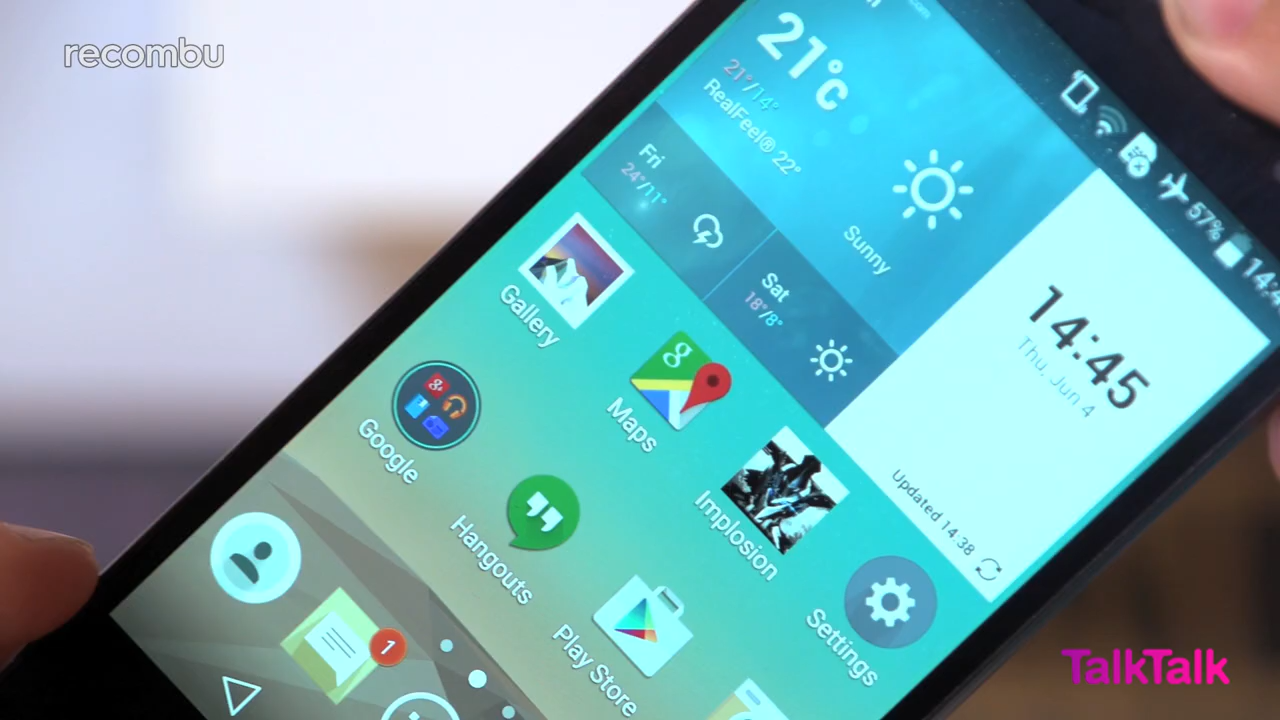 recombu
21°c
21°/14°
RealFeel® 22°
Sunny
Fri
24°/11°
Sat
18°/8°
57%
14:45
Thu, Jun 4
Updated 14:38
Gallery
Maps
Implosion
Settings
Google
g+
Hangouts
Play Store
1
TalkTalk